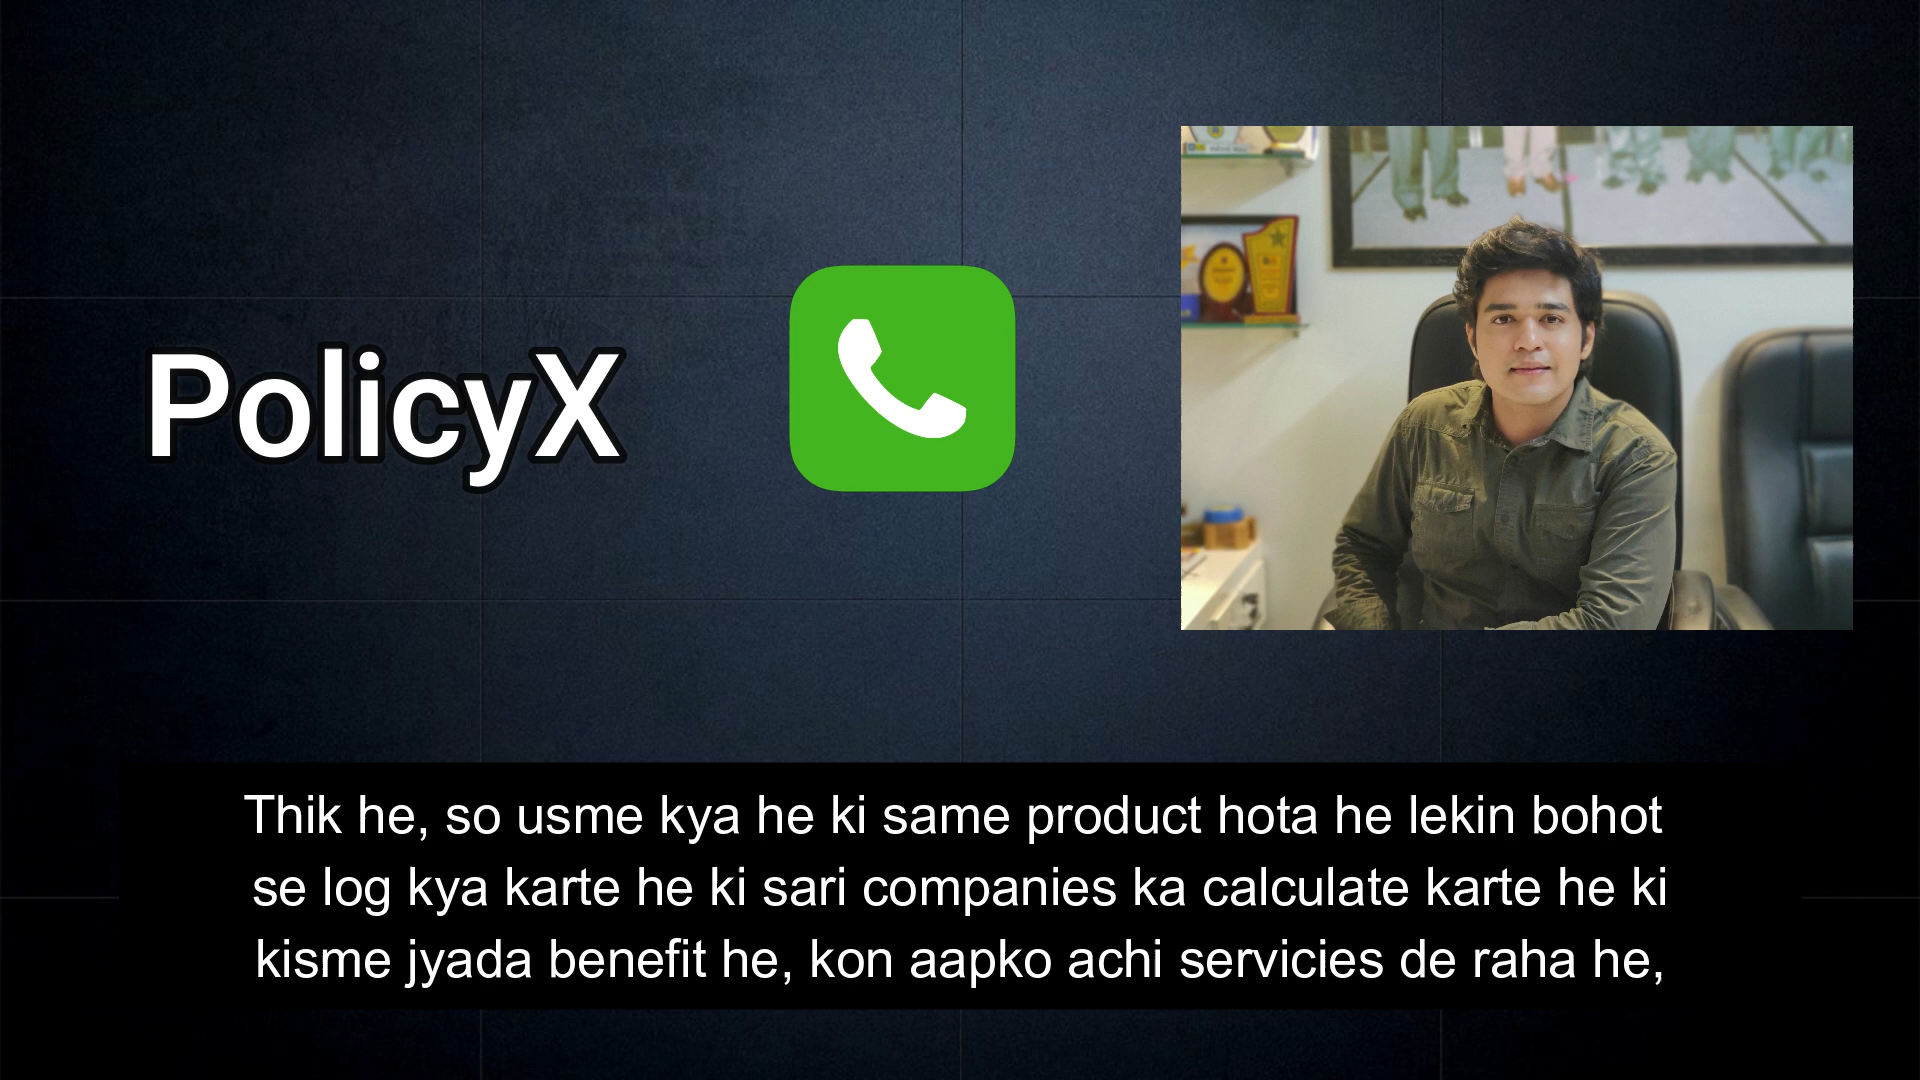 PolicyX
Thik he, so usme kya he ki same product hota he lekin bohot
se log kya karte he ki sari companies ka calculate karte he ki
kisme jyada benefit he, kon aapko achi servicies de raha he,